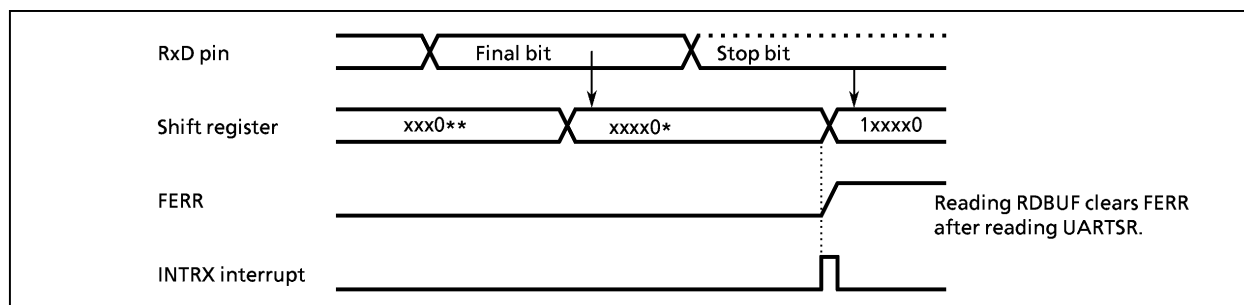 RxD pin
Final bit
Stop bit
Shift register
xxx0**
xxxx0*
1xxxx0
FERR
Reading RDBUF clears FERR
after reading UARTSR.
INTRX interrupt